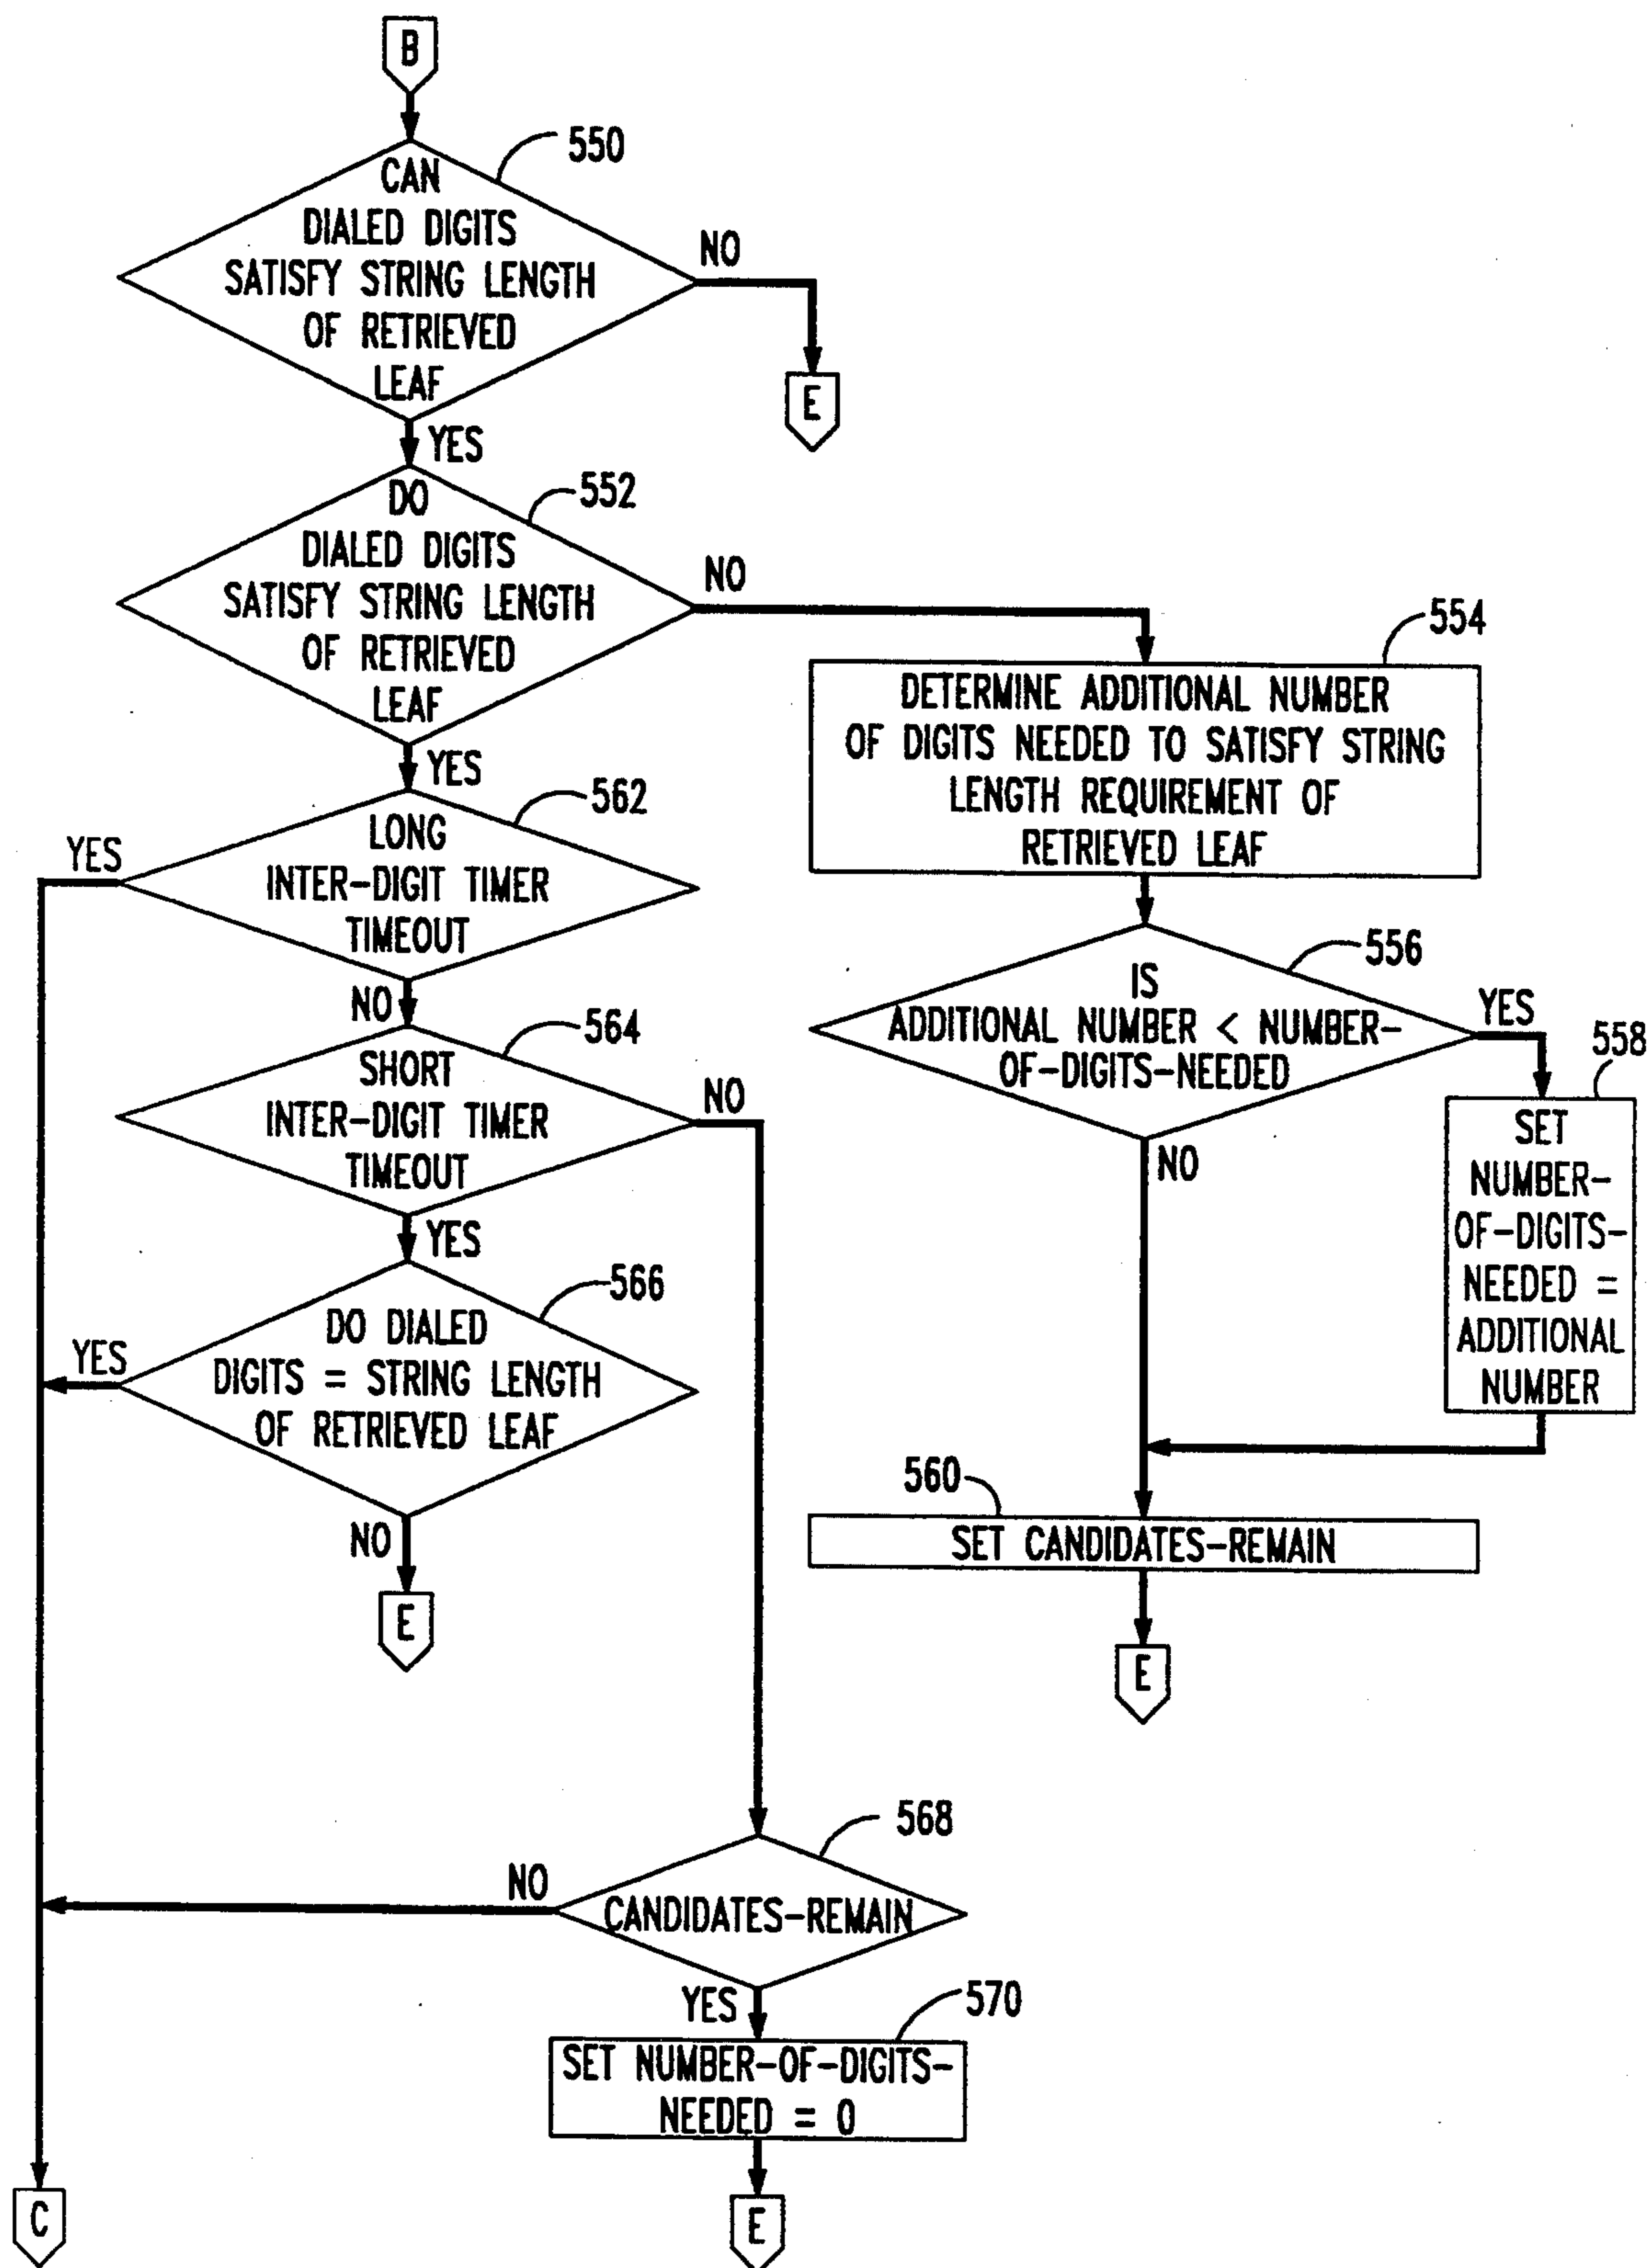 B
550
CAN
DIALED DIGITS
SATISFY STRING LENGTH
OF RETRIEVED
LEAF
NO
E
YES
552
DO
DIALED DIGITS
SATISFY STRING LENGTH
OF RETRIEVED
LEAF
NO
554
DETERMINE ADDITIONAL NUMBER
OF DIGITS NEEDED TO SATISFY STRING
LENGTH REQUIREMENT OF
RETRIEVED LEAF
YES
562
LONG
INTER-DIGIT TIMER
TIMEOUT
YES
NO
556
IS
ADDITIONAL NUMBER < NUMBER-
OF-DIGITS-NEEDED
YES
NO
558
SET
NUMBER-
OF-DIGITS-
NEEDED =
ADDITIONAL
NUMBER
564
SHORT
INTER-DIGIT TIMER
TIMEOUT
NO
YES
566
DO DIALED
DIGITS = STRING LENGTH
OF RETRIEVED LEAF
YES
NO
E
560
SET CANDIDATES-REMAIN
E
568
CANDIDATES-REMAIN
NO
YES
570
SET NUMBER-OF-DIGITS-
NEEDED = 0
E
C